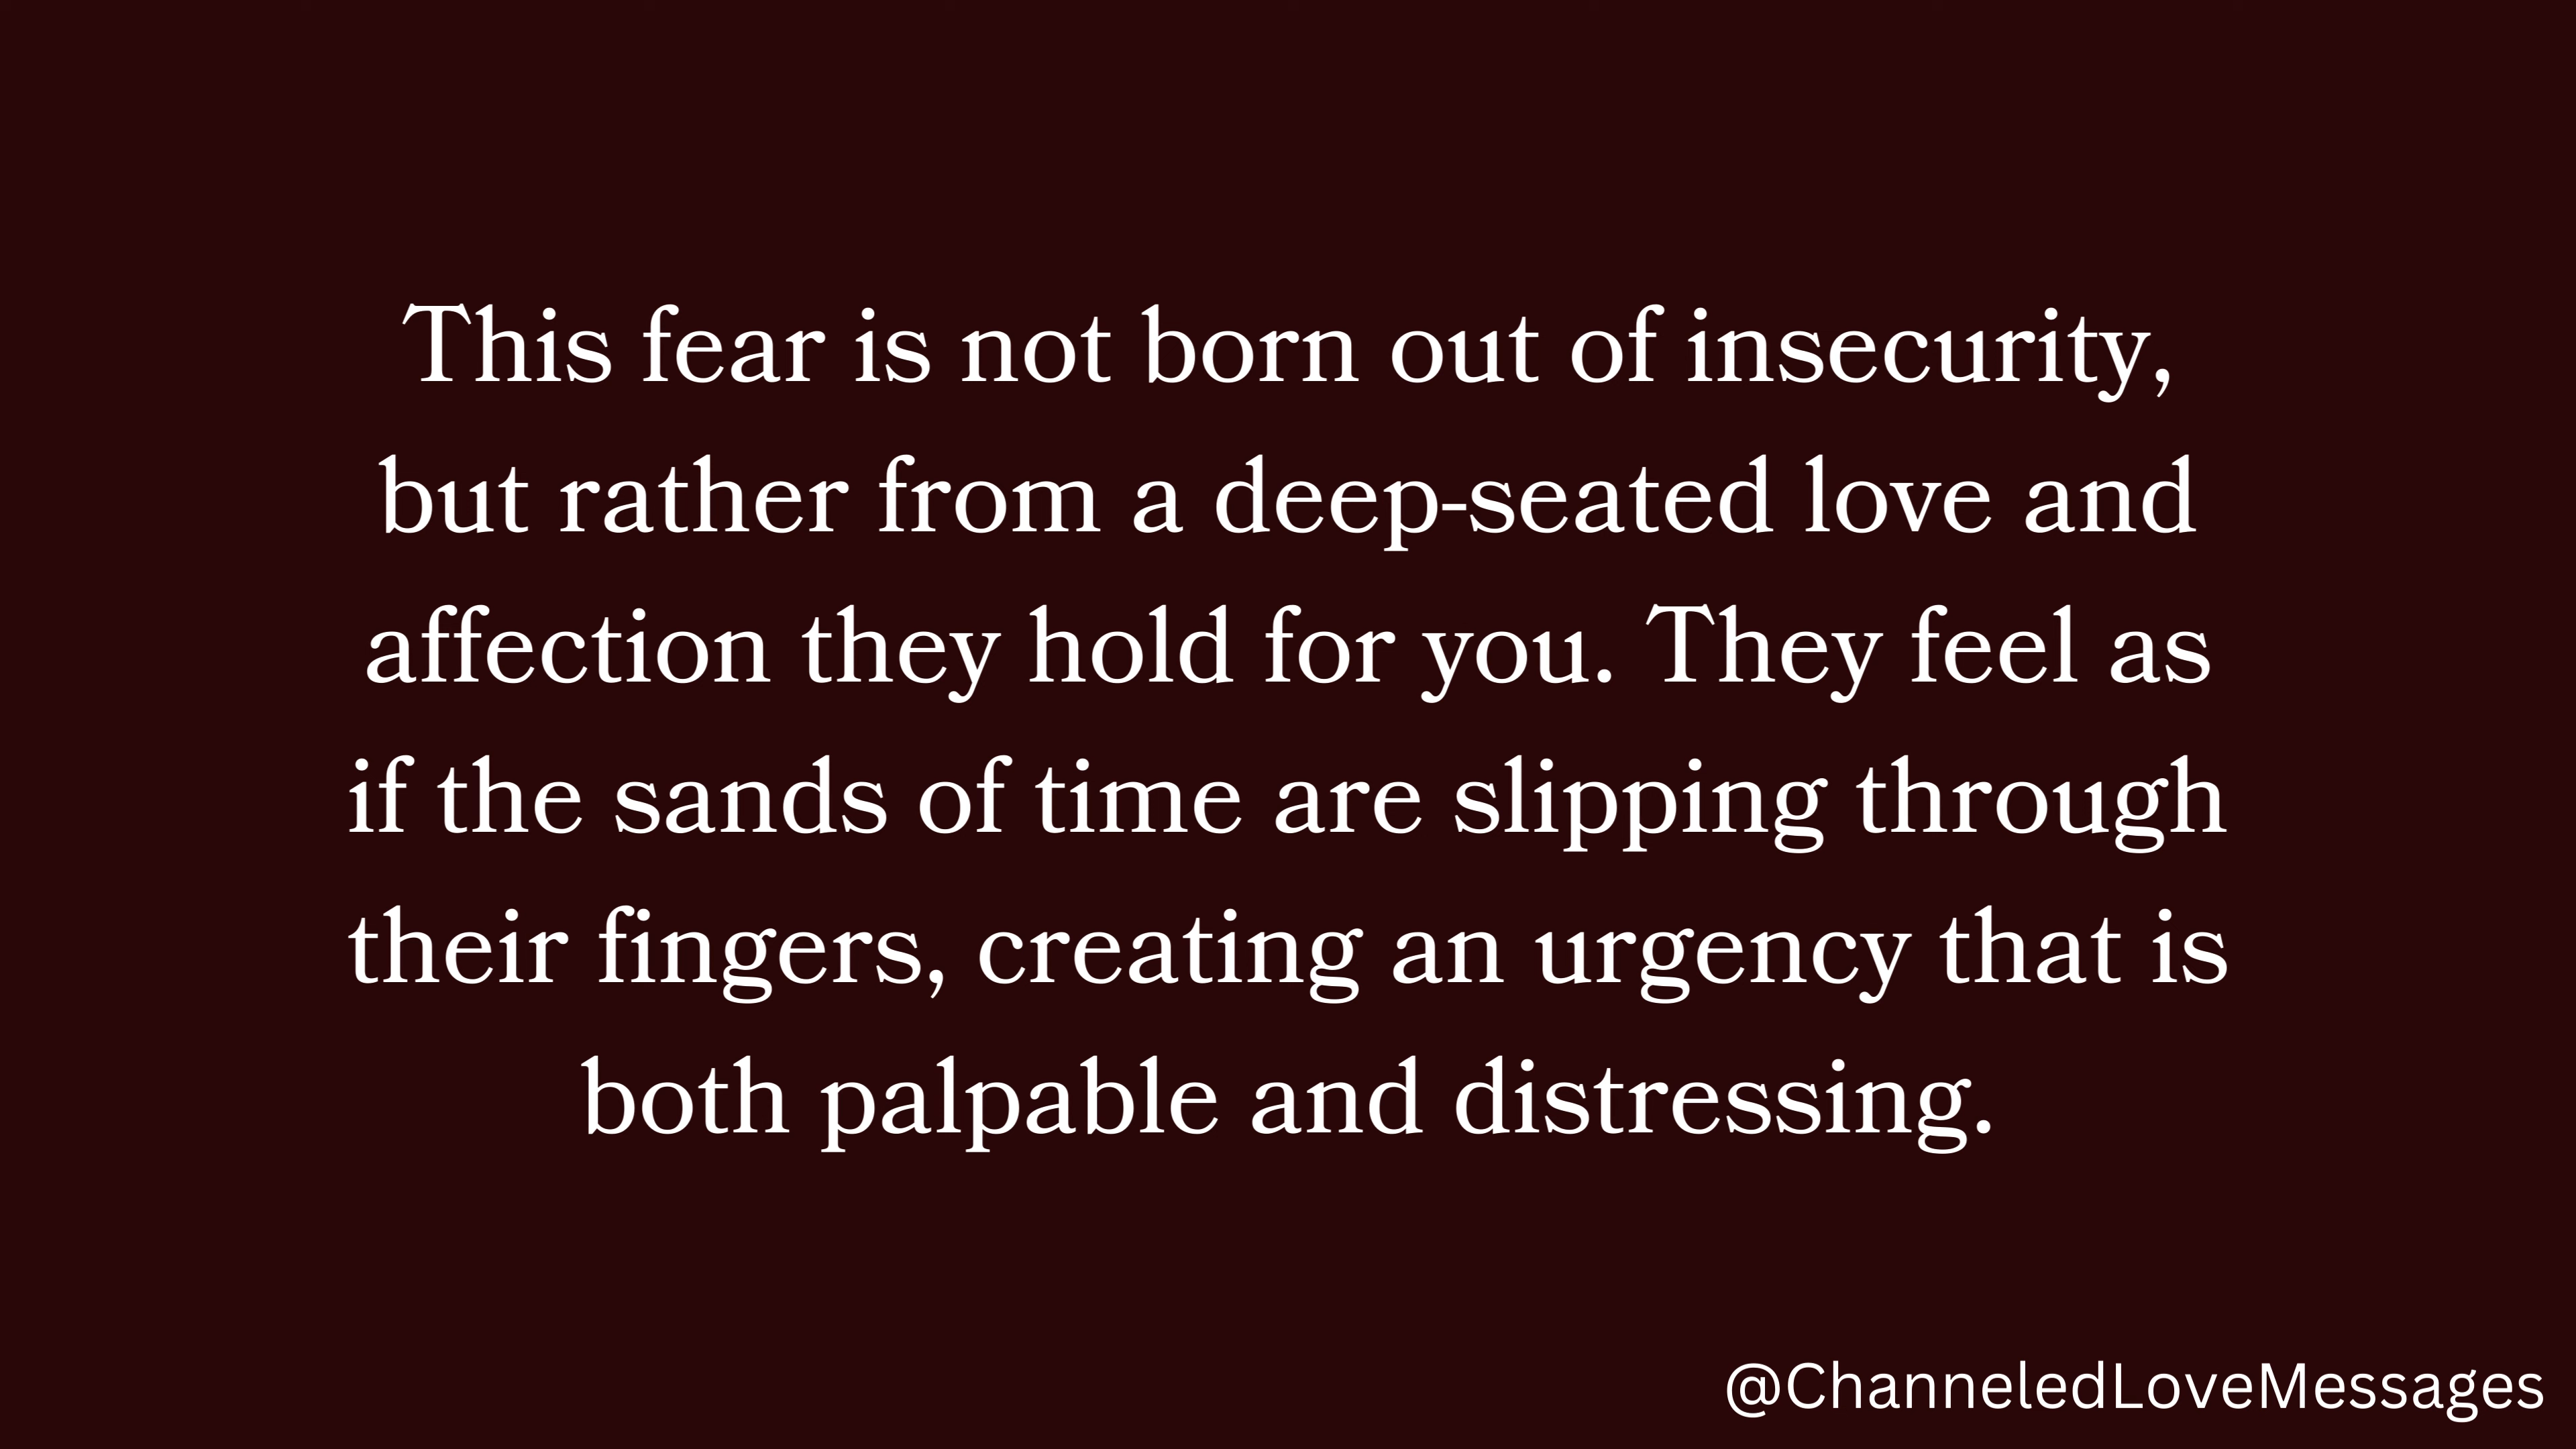 This fear is not born out of insecurity,
but rather from a deep-seated love and
affection they hold for you. They feel as
if the sands of time are slipping through
their fingers, creating an urgency that is
both palpable and distressing.
@ChanneledLoveMessages